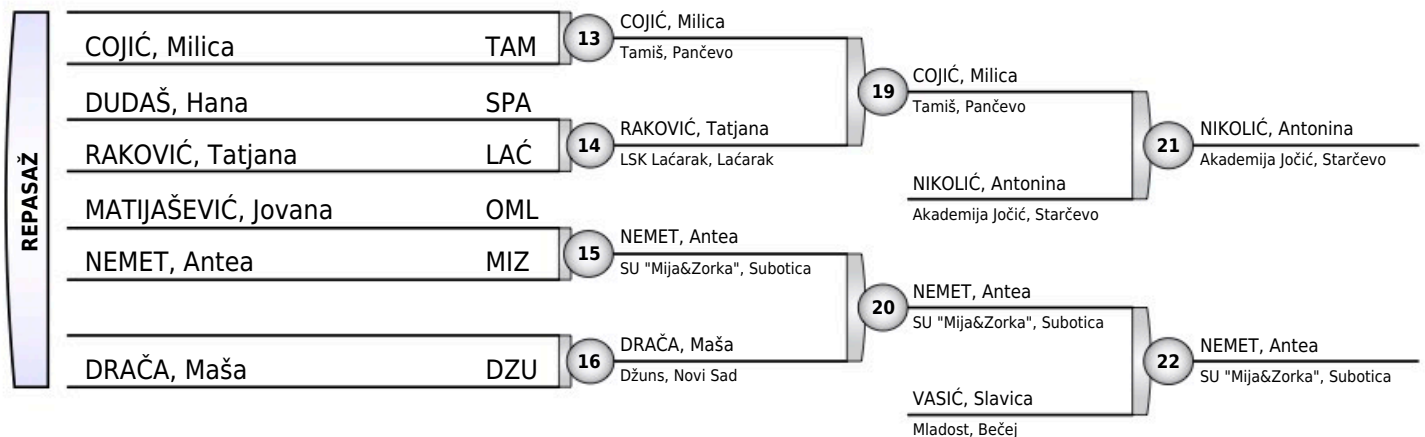 REPASAŽ
COJIĆ, Milica TAM
DUDAŠ, Hana SPA
RAKOVIĆ, Tatjana LAĆ
MATIJAŠEVIĆ, Jovana OML
NEMET, Antea MIZ
DRAČA, Maša DZU
13
COJIĆ, Milica
Tamiš, Pančevo
14
RAKOVIĆ, Tatjana
LSK Laćarak, Laćarak
15
NEMET, Antea
SU "Mija&Zorka", Subotica
16
DRAČA, Maša
Džuns, Novi Sad
19
COJIĆ, Milica
Tamiš, Pančevo
NIKOLIĆ, Antonina
Akademija Jočić, Starčevo
20
NEMET, Antea
SU "Mija&Zorka", Subotica
VASIĆ, Slavica
Mladost, Bečej
21
NIKOLIĆ, Antonina
Akademija Jočić, Starčevo
22
NEMET, Antea
SU "Mija&Zorka", Subotica